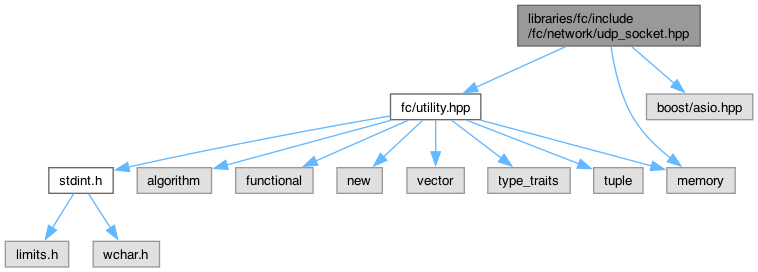 libraries/fc/include
/fc/network/udp_socket.hpp
fc/utility.hpp
boost/asio.hpp
stdint.h
algorithm
functional
new
vector
type_traits
tuple
memory
limits.h
wchar.h